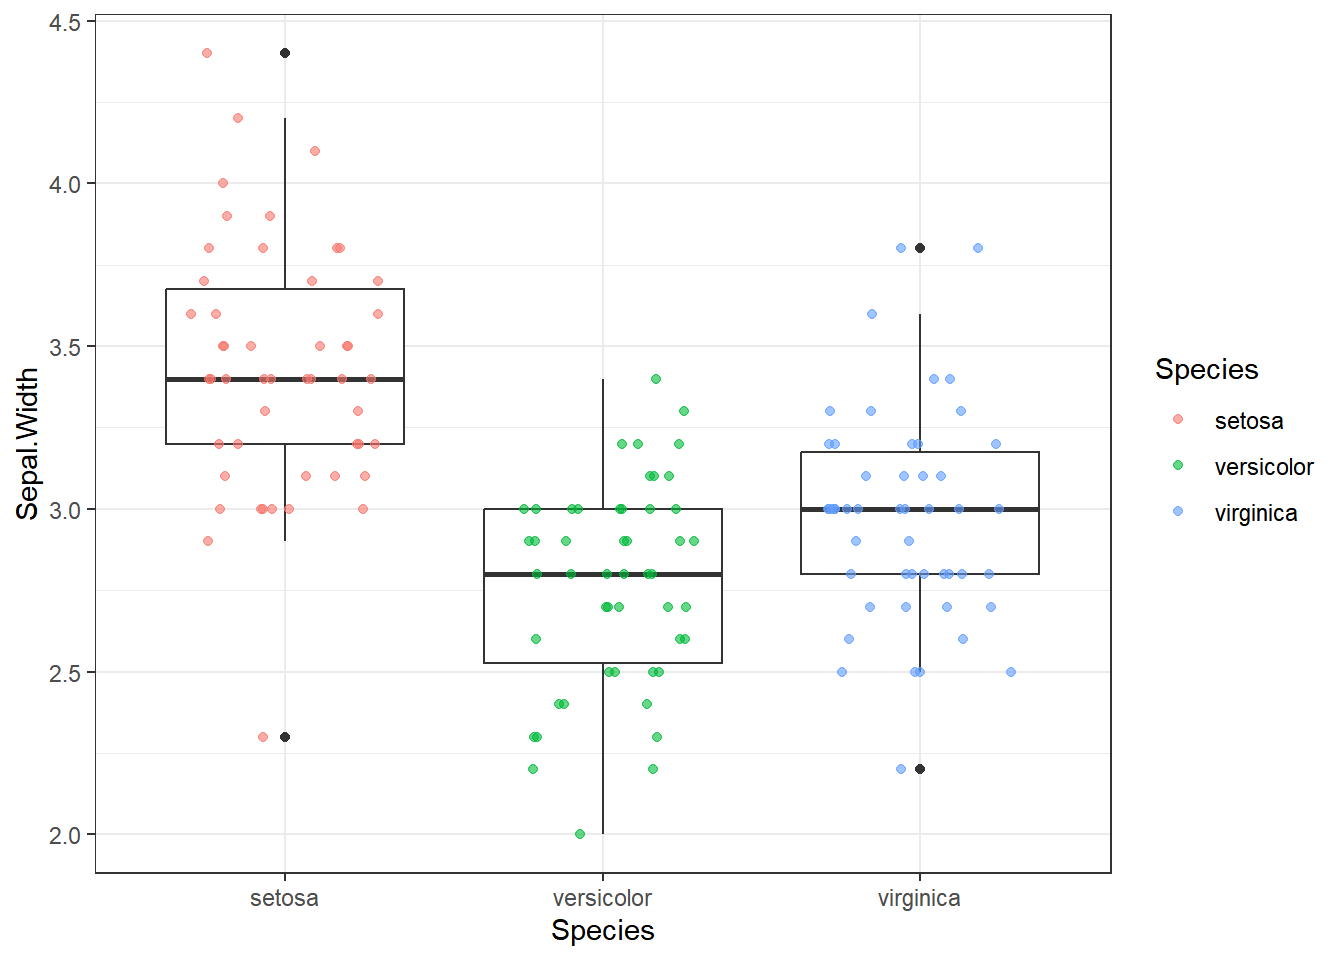 4.5
4.0
3.5
3.0
2.5
2.0
Sepal.Width
setosa
versicolor
virginica
Species
Species
setosa
versicolor
virginica